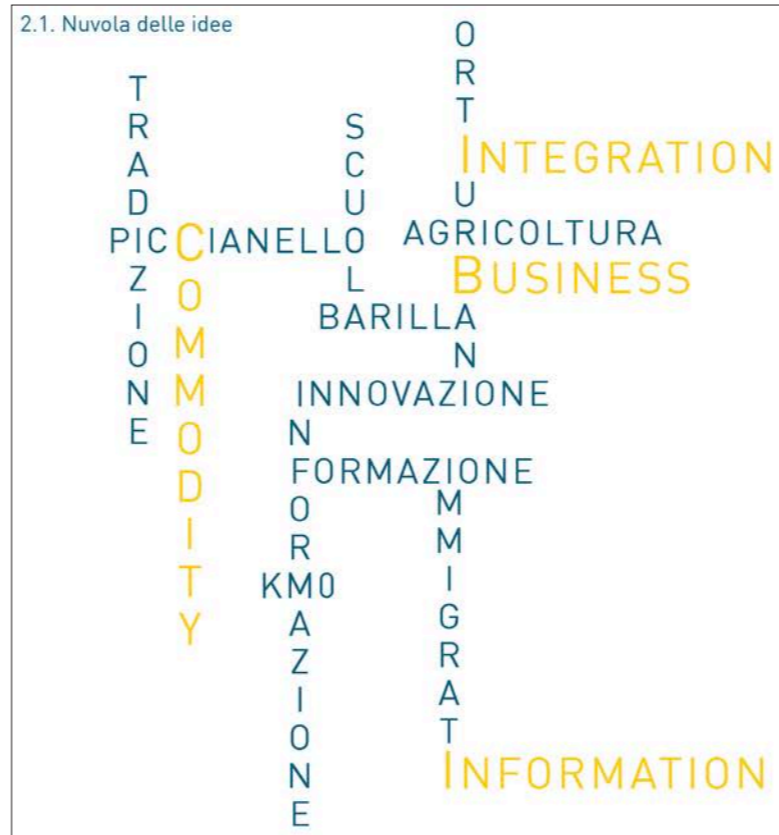 2.1. Nuvola delle idee
ORTI URBANI
TRADIZIONE
SCUOLA
INTEGRATION
PICCIANELLO
AGRICOLTURA
COMMODITY
BUSINESS
BARILLA
INNOVAZIONE
INFORMAZIONE
FORMAZIONE
IMMIGRATI
KM0
INFORMATION